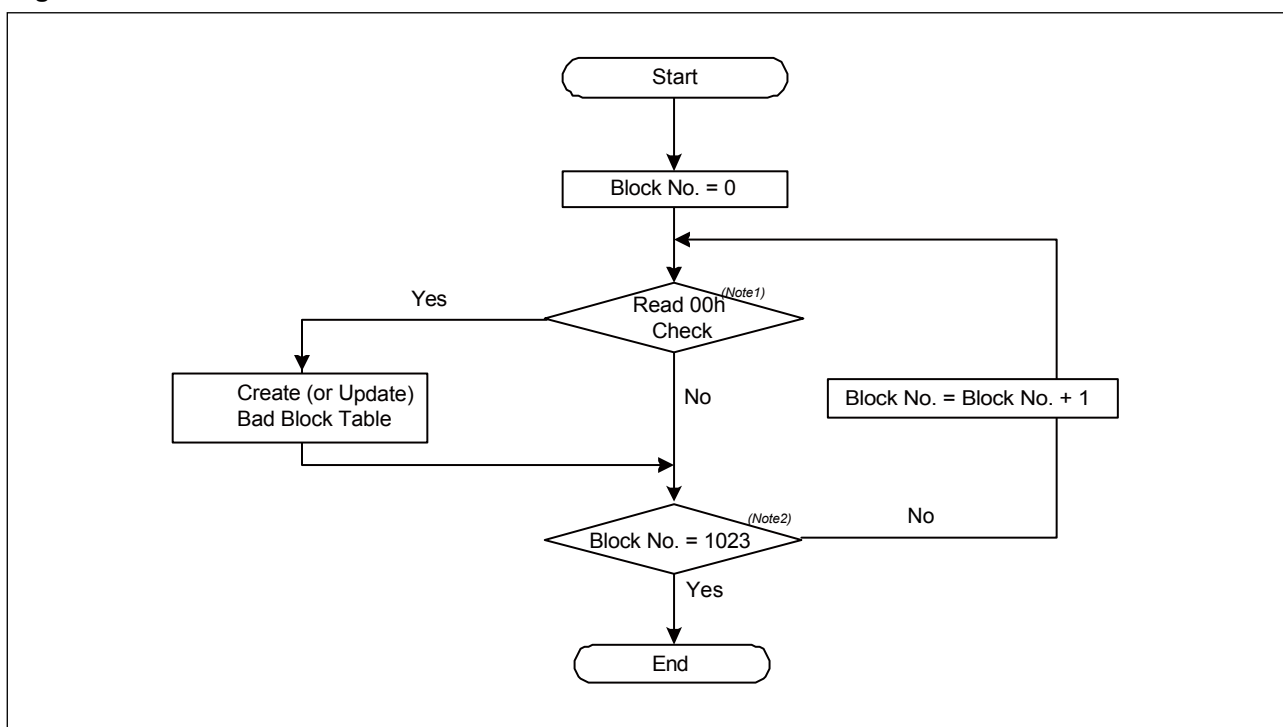 Start
Block No. = 0
(Note1)
Yes
Read 00h
Check
Create (or Update)
Bad Block Table
No
Block No. = Block No. + 1
(Note2)
Block No. = 1023
No
Yes
End